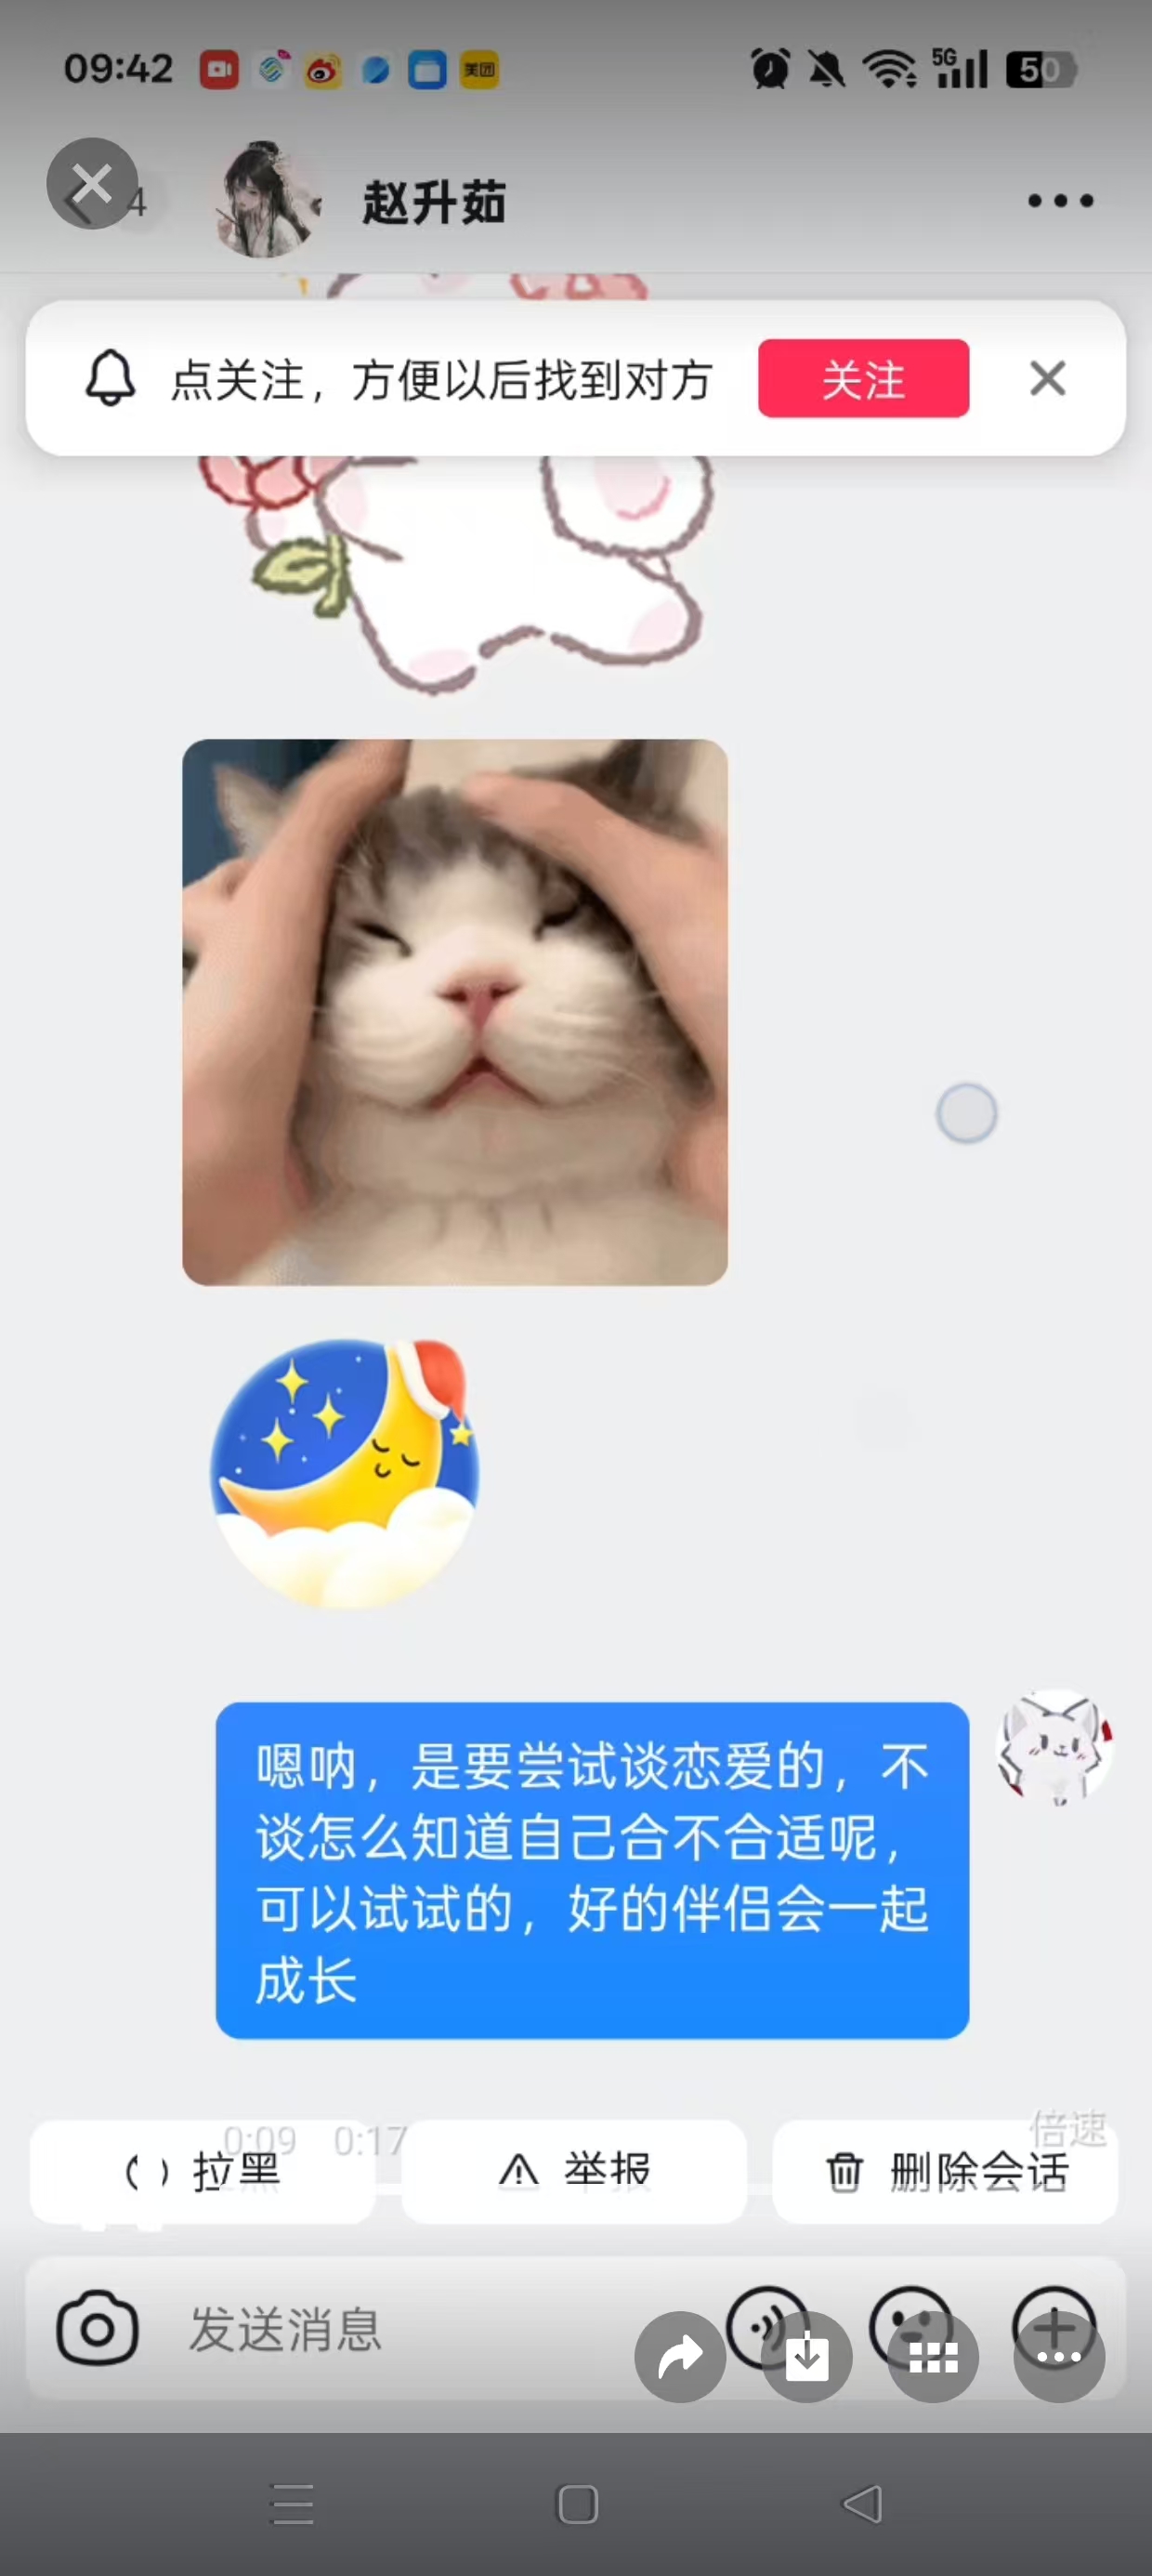 09:42
美团
5G
50
4
赵升茹
点关注，方便以后找到对方
关注
嗯呐，是要尝试谈恋爱的，不
谈怎么知道自己合不合适呢，
可以试试的，好的伴侣会一起
成长
0:09 0:17
倍速
拉黑
举报
删除会话
发送消息